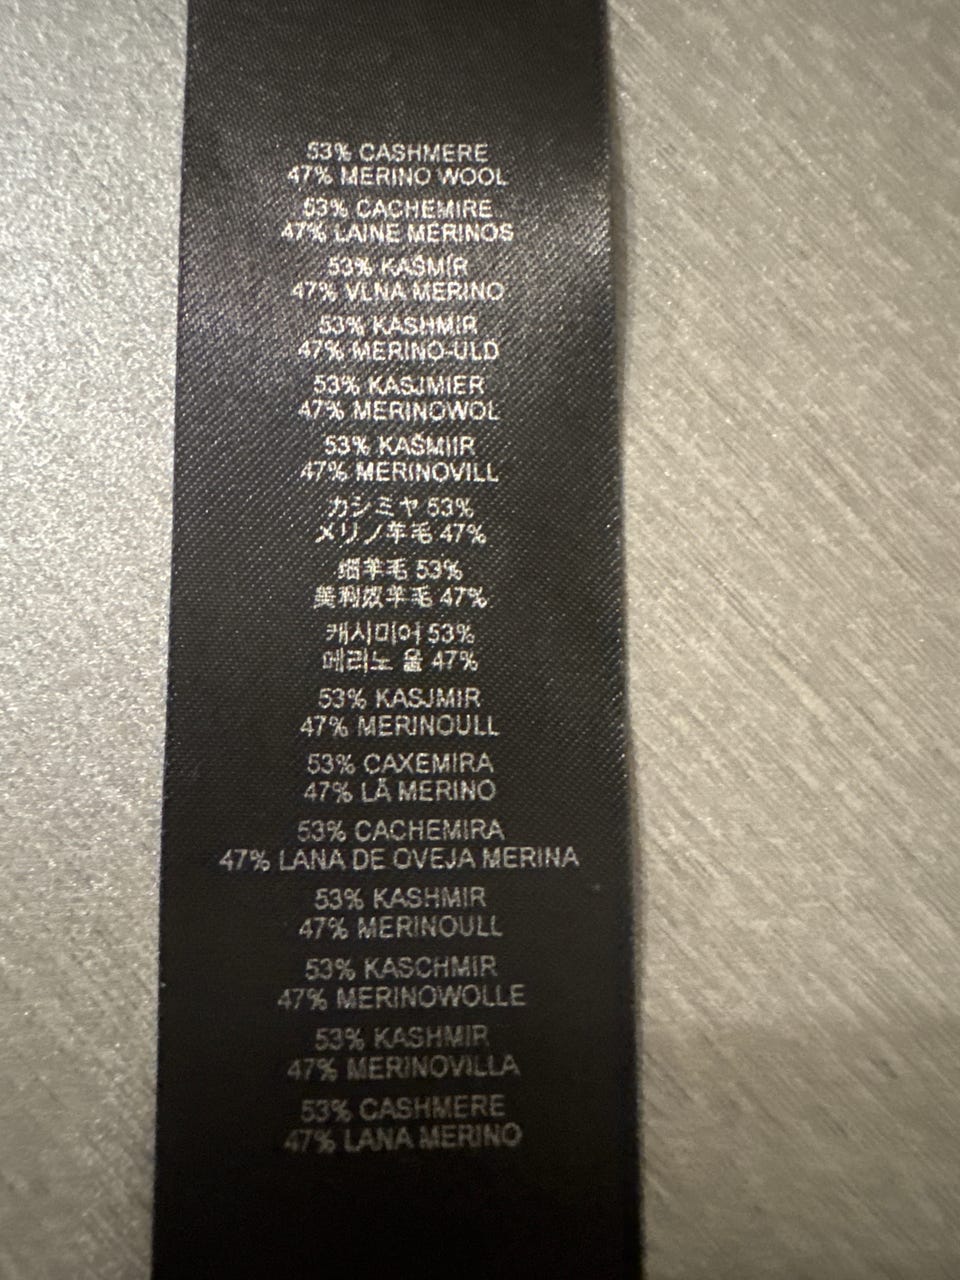 53% CASHMERE
47% MERINO WOOL
53% CACHEMIRE
47% LAINE MERINOS
53% KAŠMÍR
47% VLNA MERINO
53% KASHMIR
47% MERINO-ULD
53% KASJMIER
47% MERINOWOL
53% KAŠMIIR
47% MERINOVILL
カシミヤ 53%
メリノ羊毛 47%
羊毛 53%
美利奴羊毛 47%
캐시미어 53%
메리노 울 47%
53% KASJMIR
47% MERINOULL
53% CAXEMIRA
47% LÃ MERINO
53% CACHEMIRA
47% LANA DE OVEJA MERINA
53% KASHMIR
47% MERINOULL
53% KASCHMIR
47% MERINOWOLLE
53% KASHMIR
47% MERINOVILLA
53% CASHMERE
47% LANA MERINO